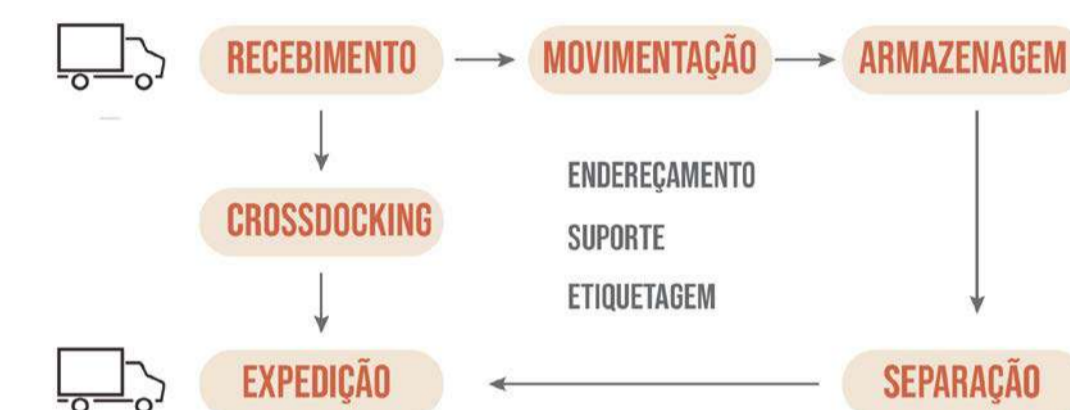 RECEBIMENTO
MOVIMENTAÇÃO
ARMAZENAGEM
ENDEREÇAMENTO
CROSSDOCKING
SUPORTE
ETIQUETAGEM
EXPEDIÇÃO
SEPARAÇÃO